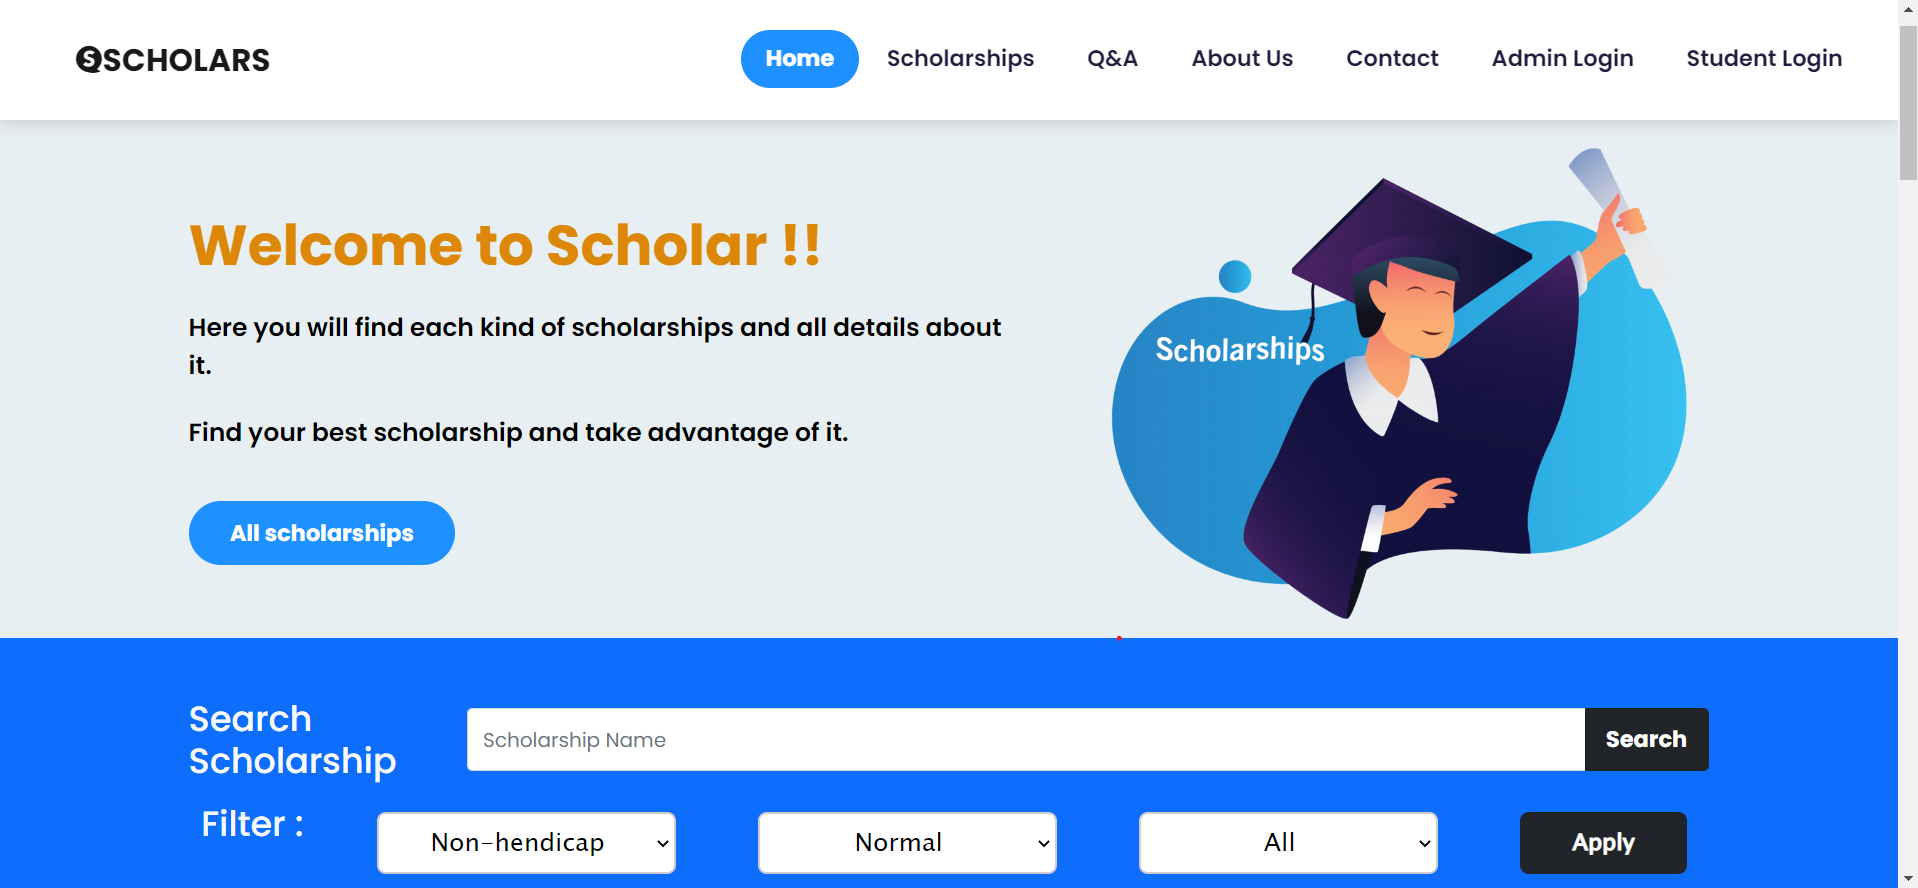 SCHOLARS
Home Scholarships Q&A About Us Contact Admin Login Student Login
Welcome to Scholar !!
Here you will find each kind of scholarships and all details about
it.
Find your best scholarship and take advantage of it.
All scholarships
Scholarships
Search
Scholarship
Scholarship Name
Search
Filter :
Non-hendicap
Normal
All
Apply